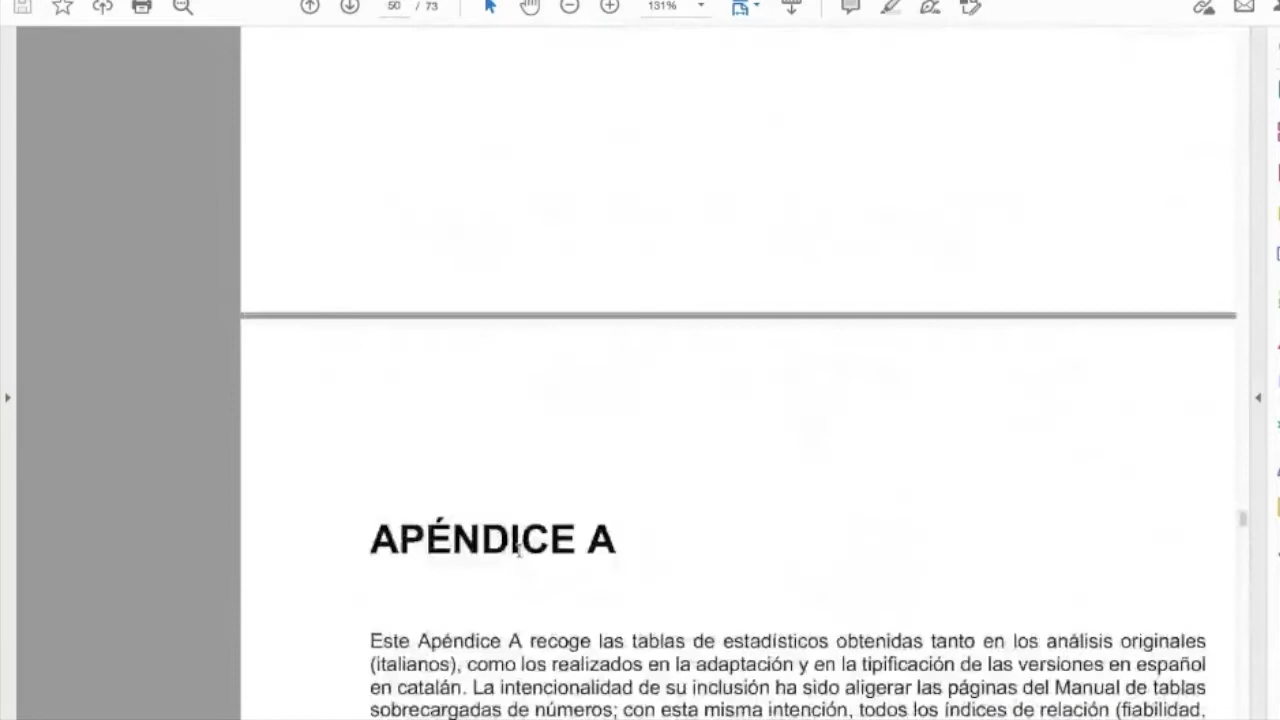 50 / 73
131%
APÉNDICE A
Este Apéndice A recoge las tablas de estadísticos obtenidas tanto en los análisis originales
(italianos), como los realizados en la adaptación y en la tipificación de las versiones en español
en catalán. La intencionalidad de su inclusión ha sido aligerar las páginas del Manual de tablas
sobrecargadas de números; con esta misma intención, todos los índices de relación (fiabilidad,